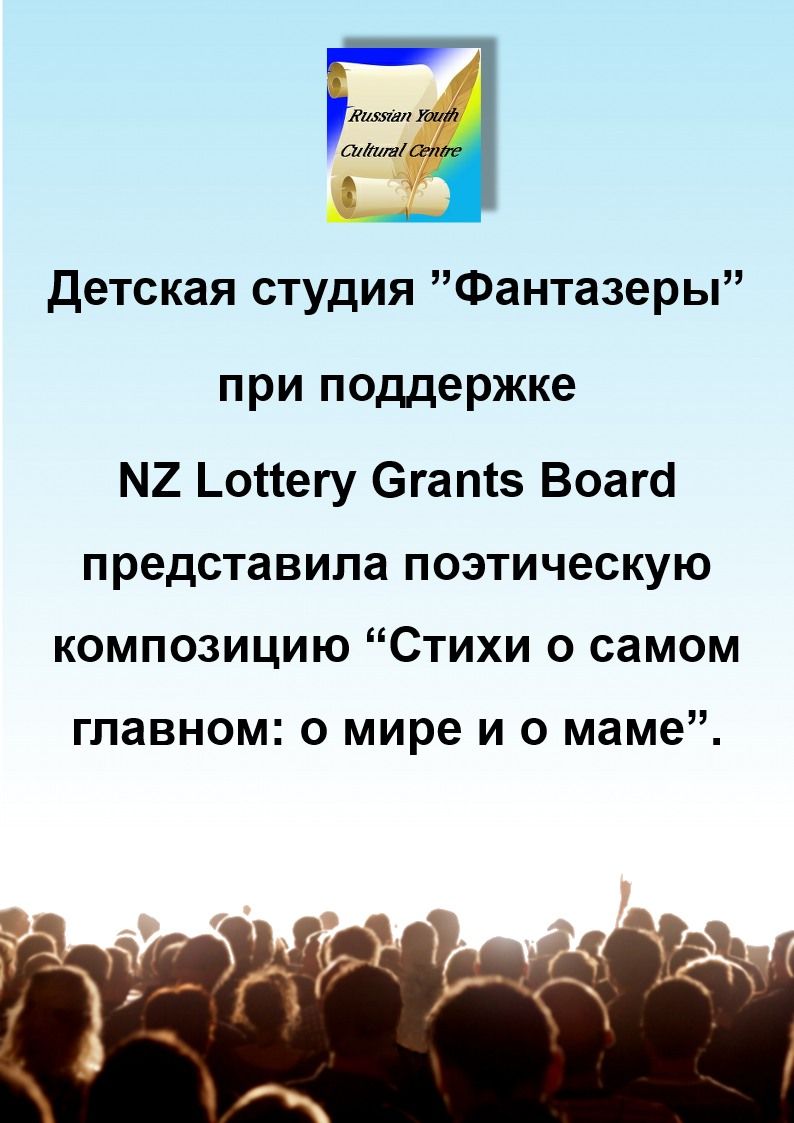 Russian Youth
Cultural Centre
Детская студия ”Фантазеры”
при поддержке
NZ Lottery Grants Board
представила поэтическую
композицию “Стихи о самом
главном: о мире и о маме”.